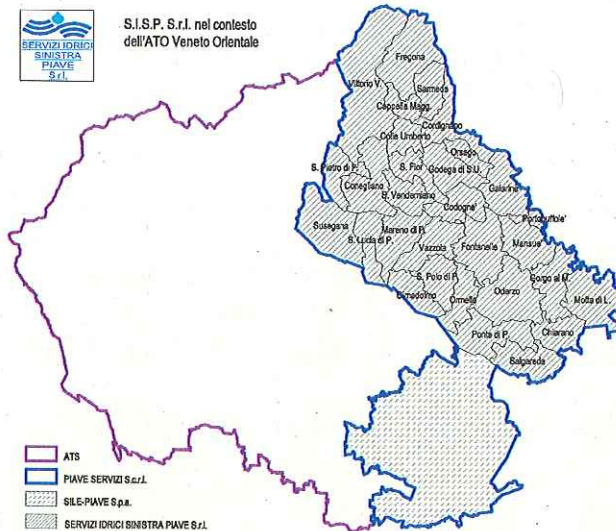 SERVIZI IDRICI
SINISTRA
PIAVE
S r.l.
S.I.S.P. S.r.l. nel contesto
dell'ATO Veneto Orientale
Fregona
Vittorio V.
Sarmede
Cappella Magg.
Cordignano
Colle Umberto
Orsago
S. Pietro di F.
S. Fior
Godega di S.U.
Conegliano
Gaiarine
S. Vendemiano
Codogne'
Portobuffole'
Susegana
Mareno di P.
S. Lucia di P.
Vazzola
Fontanelle
Mansue'
S. Polo di P.
Gorgo al M.
Cimadolmo
Ormelle
Oderzo
Motta di L.
Ponte di P.
Chiarano
Salgareda
ATS
PIAVE SERVIZI S.c.r.l.
SILE-PIAVE S.p.a.
SERVIZI IDRICI SINISTRA PIAVE S.r.l.